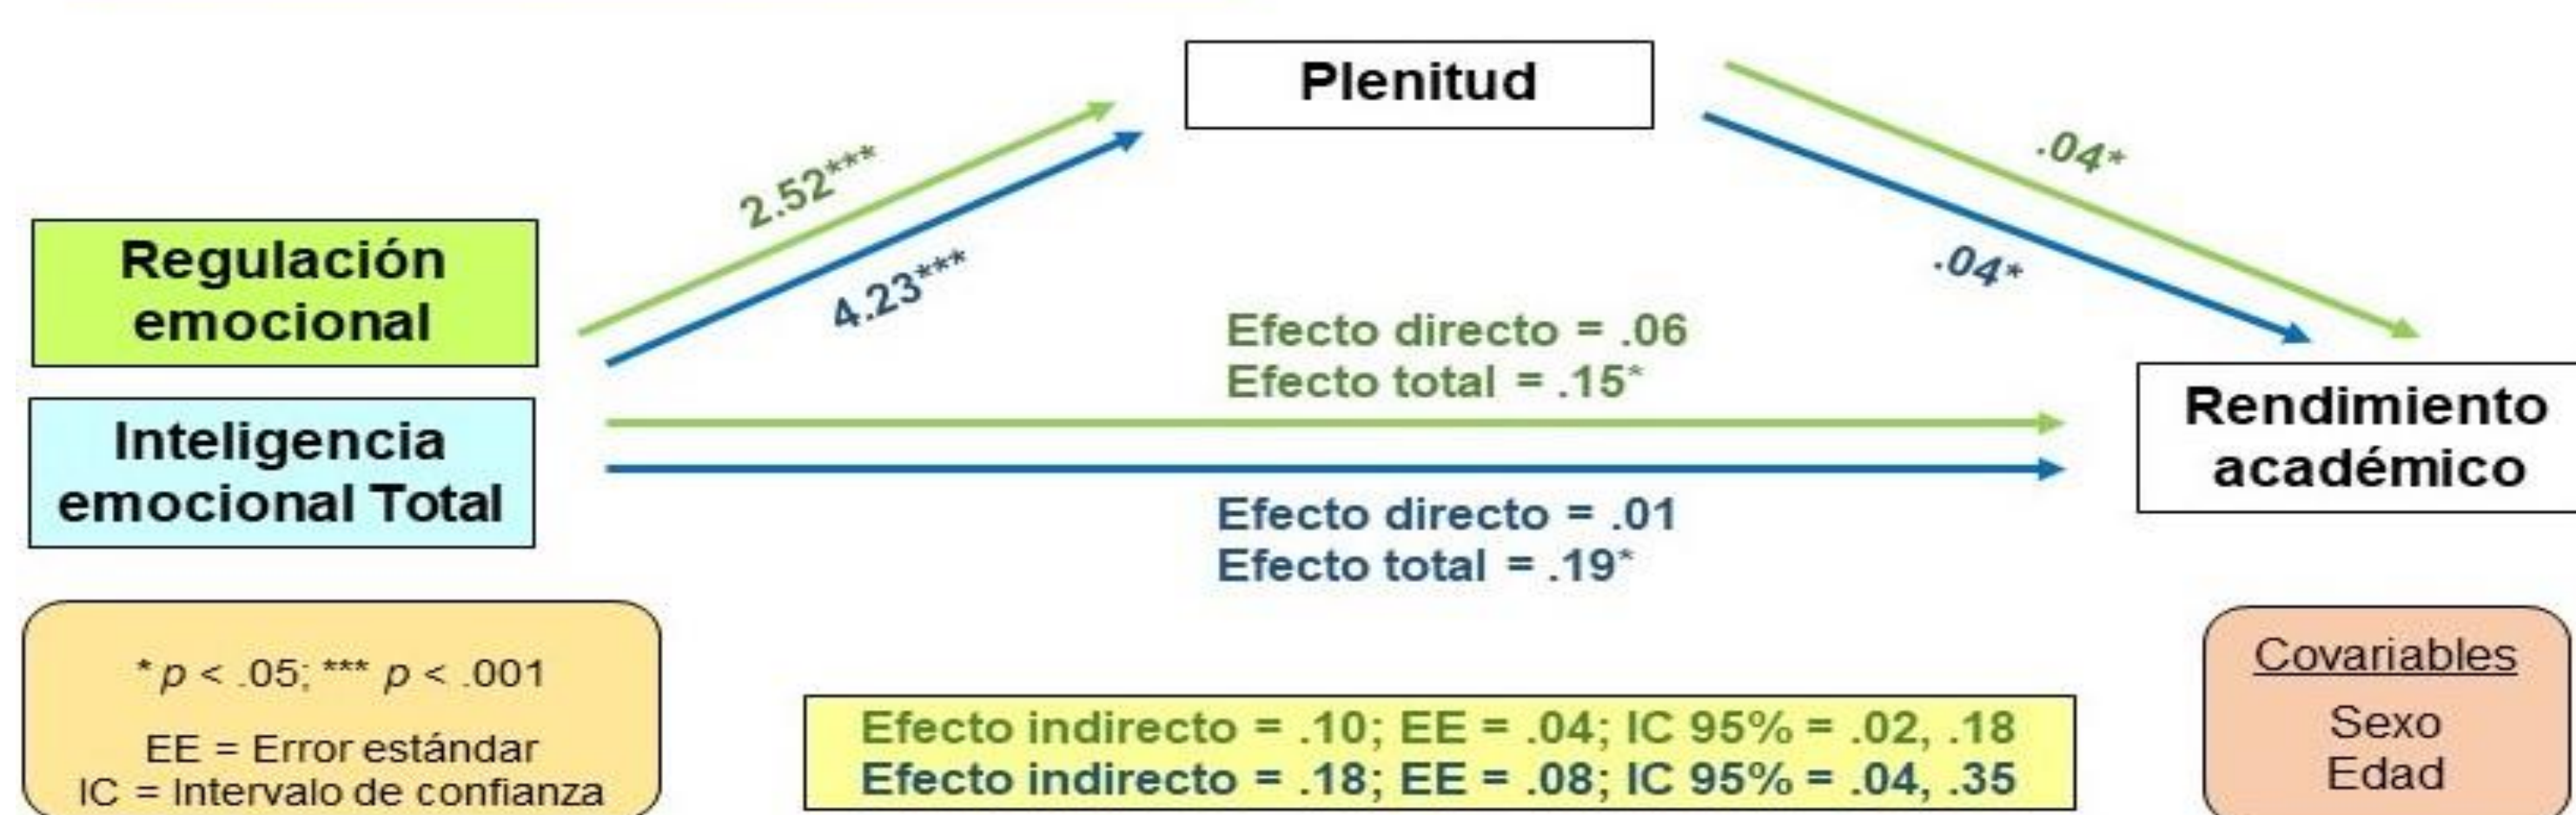 Plenitud
2.52***
4.23***
.04*
.04*
Regulación
emocional
Inteligencia
emocional Total
Efecto directo = .06
Efecto total = .15*
Efecto directo = .01
Efecto total = .19*
Rendimiento
académico
* p < .05; *** p < .001
EE = Error estándar
IC = Intervalo de confianza
Efecto indirecto = .10; EE = .04; IC 95% = .02, .18
Efecto indirecto = .18; EE = .08; IC 95% = .04, .35
Covariables
Sexo
Edad